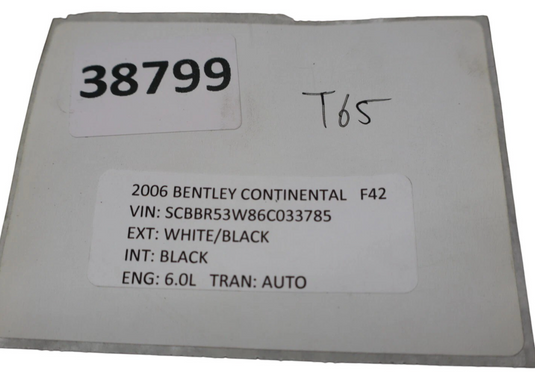 38799
T65
2006 BENTLEY CONTINENTAL F42
VIN: SCBBR53W86C033785
EXT: WHITE/BLACK
INT: BLACK
ENG: 6.0L TRAN: AUTO